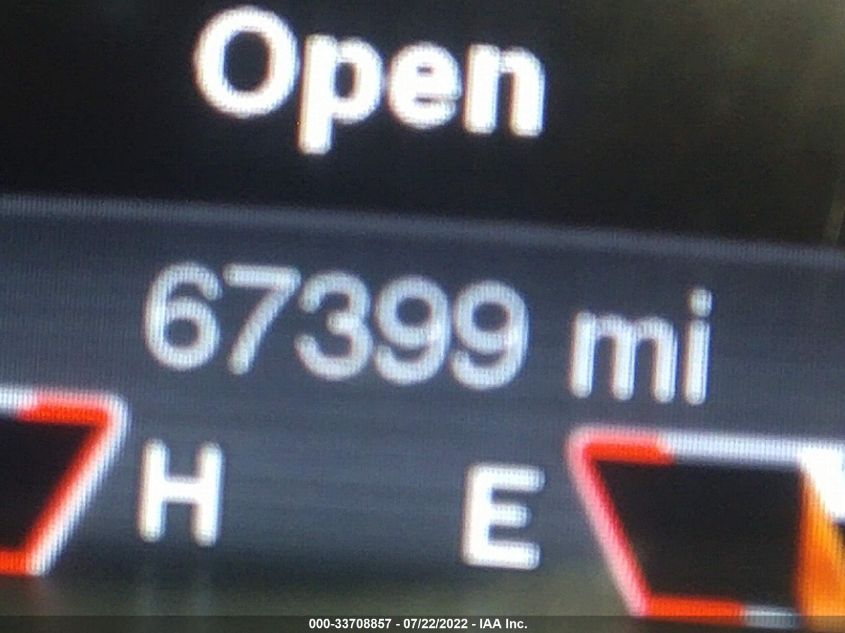 Open
67399 mi
H E
000-33708857 - 07/22/2022 - IAA Inc.